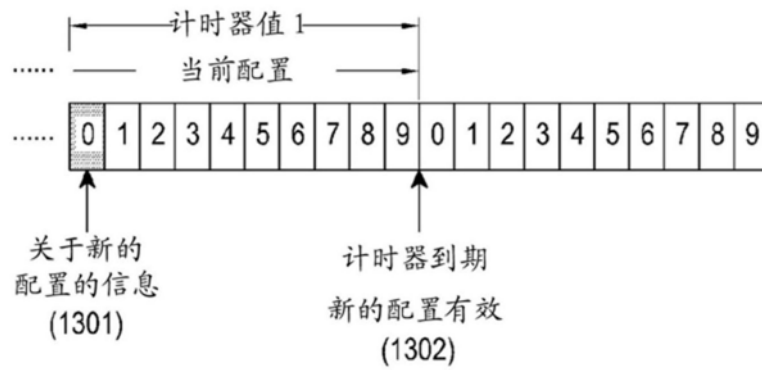 计时器值 1
…… 当前配置
…… 0 1 2 3 4 5 6 7 8 9 0 1 2 3 4 5 6 7 8 9
关于新的
配置的信息
(1301)
计时器到期
新的配置有效
(1302)